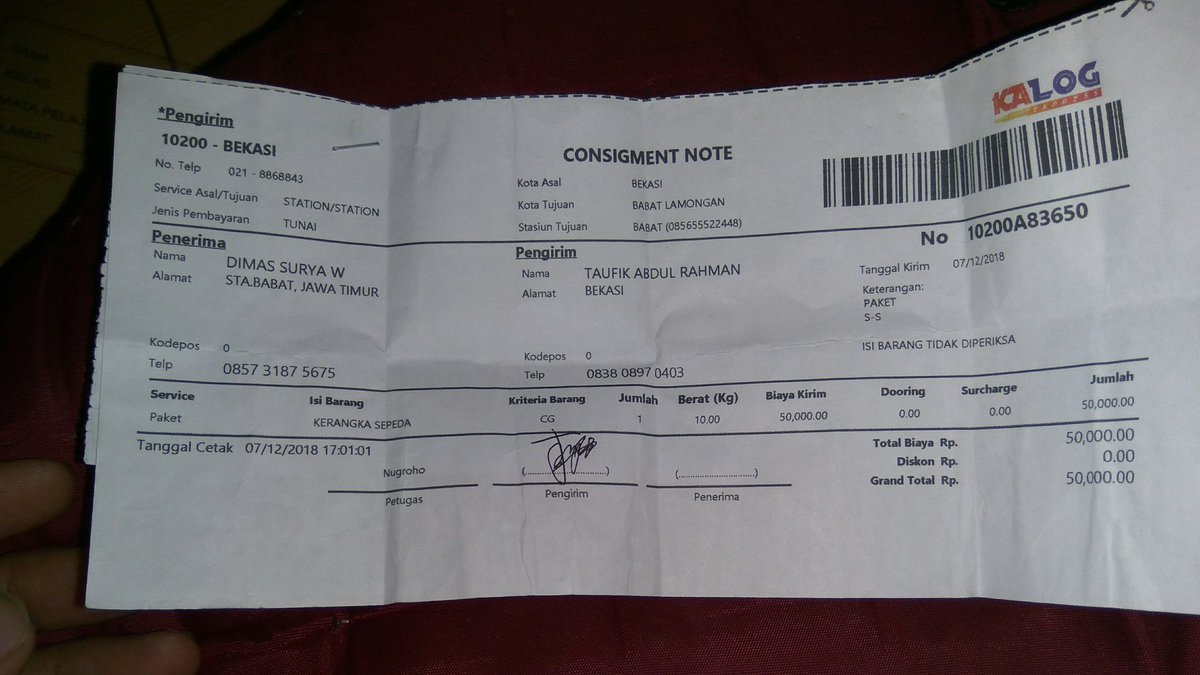 KALOG
EXPRESS
*Pengirim
10200 - BEKASI
No. Telp 021 - 8868843
Service Asal/Tujuan STATION/STATION
Jenis Pembayaran TUNAI
CONSIGMENT NOTE
Kota Asal BEKASI
Kota Tujuan BABAT LAMONGAN
Stasiun Tujuan BABAT (085655522448)
No 10200A83650
Penerima
Nama DIMAS SURYA W
Alamat STA.BABAT, JAWA TIMUR
Kodepos 0
Telp 0857 3187 5675
Pengirim
Nama TAUFIK ABDUL RAHMAN
Alamat BEKASI
Kodepos 0
Telp 0838 0897 0403
Tanggal Kirim 07/12/2018
Keterangan:
PAKET
S-S
ISI BARANG TIDAK DIPERIKSA
Service Isi Barang Kriteria Barang Jumlah Berat (Kg) Biaya Kirim Dooring Surcharge Jumlah
Paket KERANGKA SEPEDA CG 1 10.00 50,000.00 0.00 0.00 50,000.00
Tanggal Cetak 07/12/2018 17:01:01
Total Biaya Rp. 50,000.00
Diskon Rp. 0.00
Grand Total Rp. 50,000.00
Nugroho (........................) (........................)
Petugas Pengirim Penerima
KELAS
MATA PELAJ